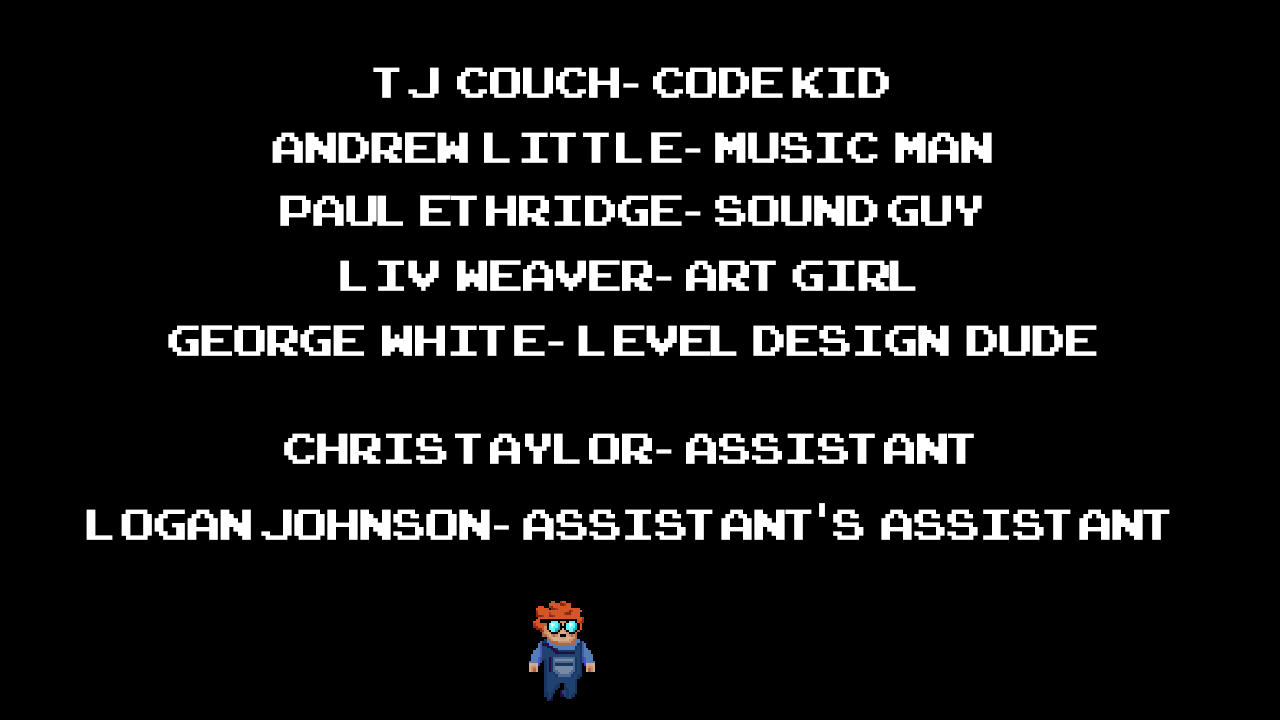 TJ COUCH- CODE KID
ANDREW LITTLE- MUSIC MAN
PAUL ETHRIDGE- SOUND GUY
LIV WEAVER- ART GIRL
GEORGE WHITE- LEVEL DESIGN DUDE
CHRIS TAYLOR- ASSISTANT
LOGAN JOHNSON- ASSISTANT'S ASSISTANT